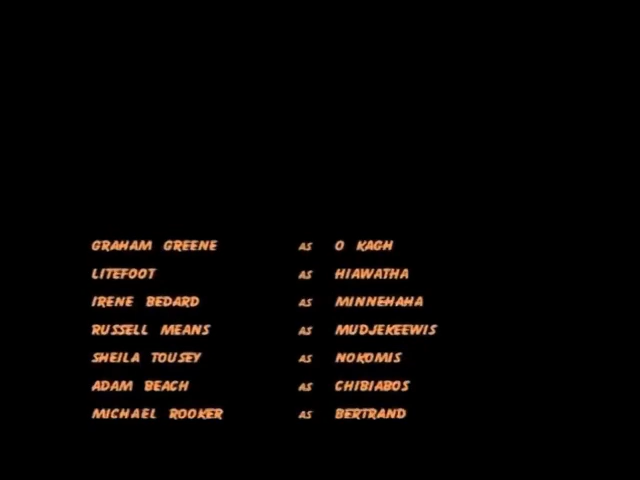 GRAHAM GREENE AS O KAGH
LITEFOOT AS HIAWATHA
IRENE BEDARD AS MINNEHAHA
RUSSELL MEANS AS MUDJEKEEWIS
SHEILA TOUSEY AS NOKOMIS
ADAM BEACH AS CHIBIABOS
MICHAEL ROOKER AS BERTRAND